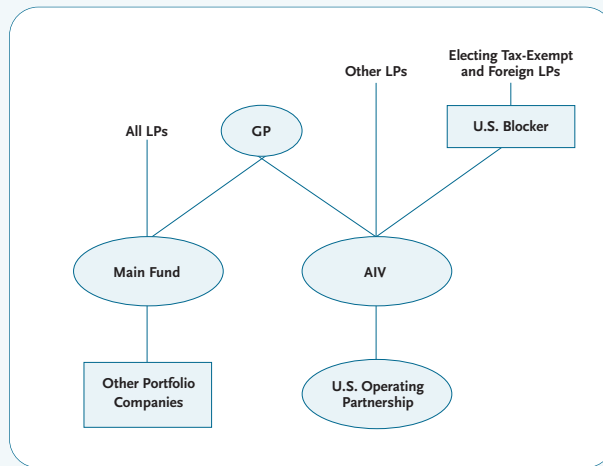 Electing Tax-Exempt
and Foreign LPs
Other LPs
U.S. Blocker
All LPs
GP
Main Fund
AIV
Other Portfolio
Companies
U.S. Operating
Partnership